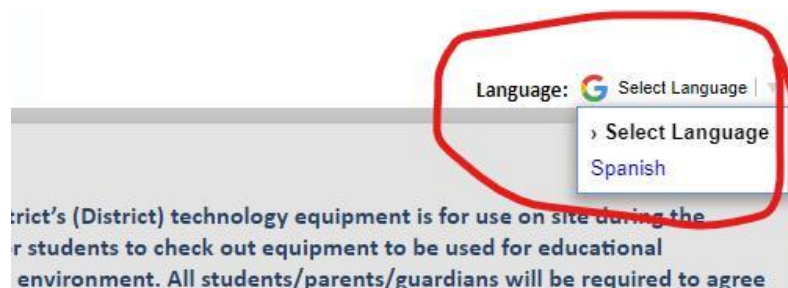 Language: Select Language
› Select Language
Spanish
trict's (District) technology equipment is for use on site during the
r students to check out equipment to be used for educational
environment. All students/parents/guardians will be required to agree